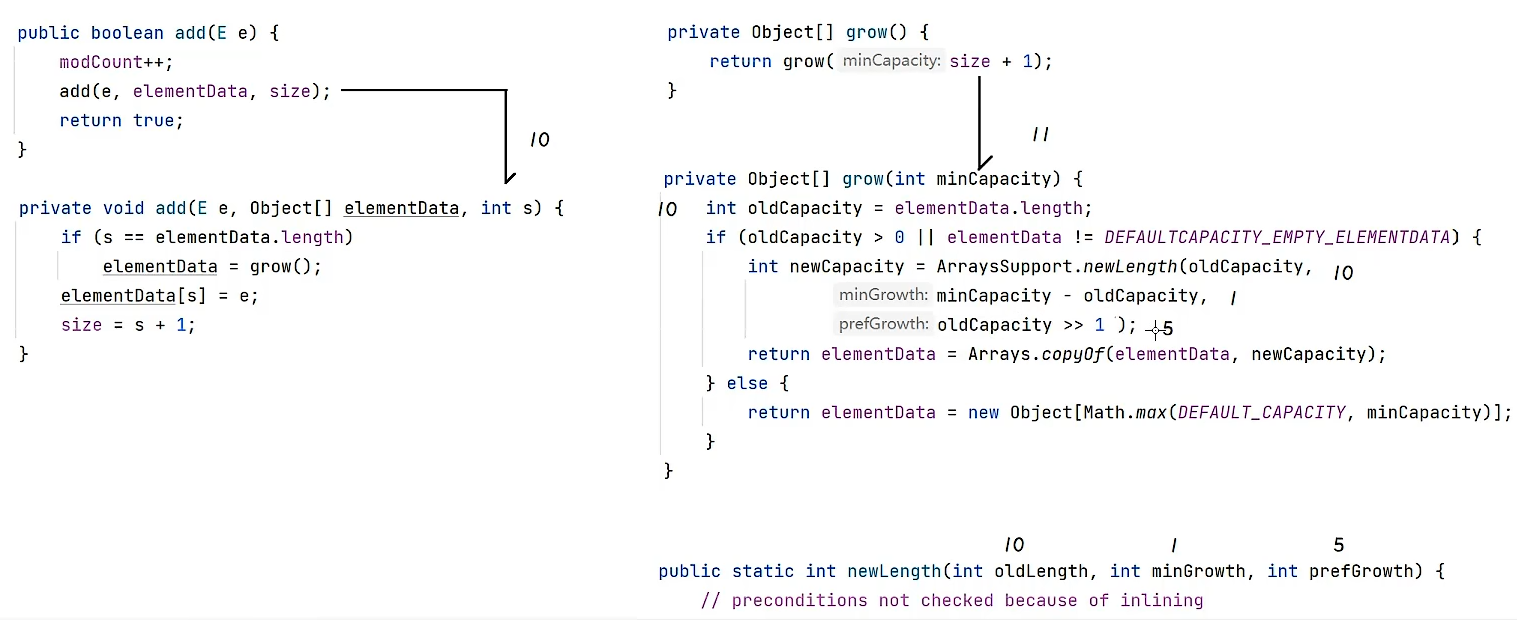 public boolean add(E e) {
modCount++;
add(e, elementData, size);
return true;
}
10
private void add(E e, Object[] elementData, int s) {
if (s == elementData.length)
elementData = grow();
elementData[s] = e;
size = s + 1;
}
private Object[] grow() {
return grow( minCapacity: size + 1);
}
11
private Object[] grow(int minCapacity) {
10 int oldCapacity = elementData.length;
if (oldCapacity > 0 || elementData != DEFAULTCAPACITY_EMPTY_ELEMENTDATA) {
int newCapacity = ArraysSupport.newLength(oldCapacity, 10
minGrowth: minCapacity - oldCapacity, 1
prefGrowth: oldCapacity >> 1 ); 5
return elementData = Arrays.copyOf(elementData, newCapacity);
} else {
return elementData = new Object[Math.max(DEFAULT_CAPACITY, minCapacity)];
}
}
10 1 5
public static int newLength(int oldLength, int minGrowth, int prefGrowth) {
// preconditions not checked because of inlining